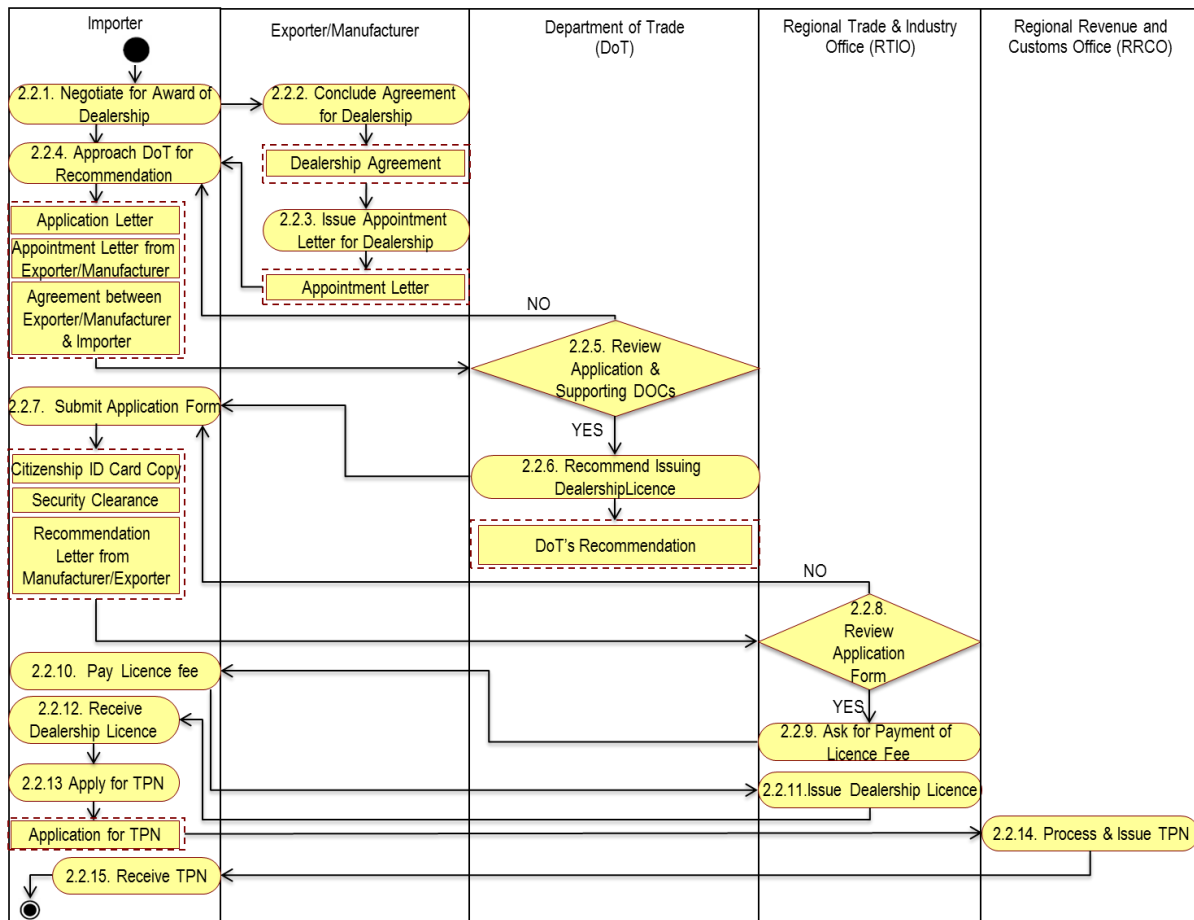 Importer
Exporter/Manufacturer
Department of Trade
(DoT)
Regional Trade & Industry
Office (RTIO)
Regional Revenue and
Customs Office (RRCO)
2.2.1. Negotiate for Award of
Dealership
2.2.2. Conclude Agreement
for Dealership
2.2.4. Approach DoT for
Recommendation
Dealership Agreement
Application Letter
2.2.3. Issue Appointment
Letter for Dealership
Appointment Letter from
Exporter/Manufacturer
Appointment Letter
Agreement between
Exporter/Manufacturer
& Importer
NO
2.2.5. Review
Application &
Supporting DOCs
2.2.7. Submit Application Form
YES
2.2.6. Recommend Issuing
DealershipLicence
Citizenship ID Card Copy
Security Clearance
Recommendation
Letter from
Manufacturer/Exporter
DoT's Recommendation
NO
2.2.8.
Review
Application
Form
2.2.10. Pay Licence fee
YES
2.2.12. Receive
Dealership Licence
2.2.9. Ask for Payment of
Licence Fee
2.2.13 Apply for TPN
2.2.11.Issue Dealership Licence
Application for TPN
2.2.14. Process & Issue TPN
2.2.15. Receive TPN